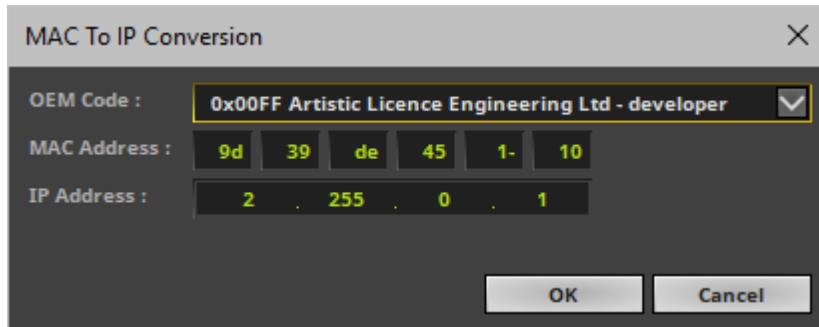 MAC To IP Conversion
OEM Code : 0x00FF Artistic Licence Engineering Ltd - developer
MAC Address : 9d 39 de 45 1- 10
IP Address : 2 . 255 . 0 . 1
OK Cancel